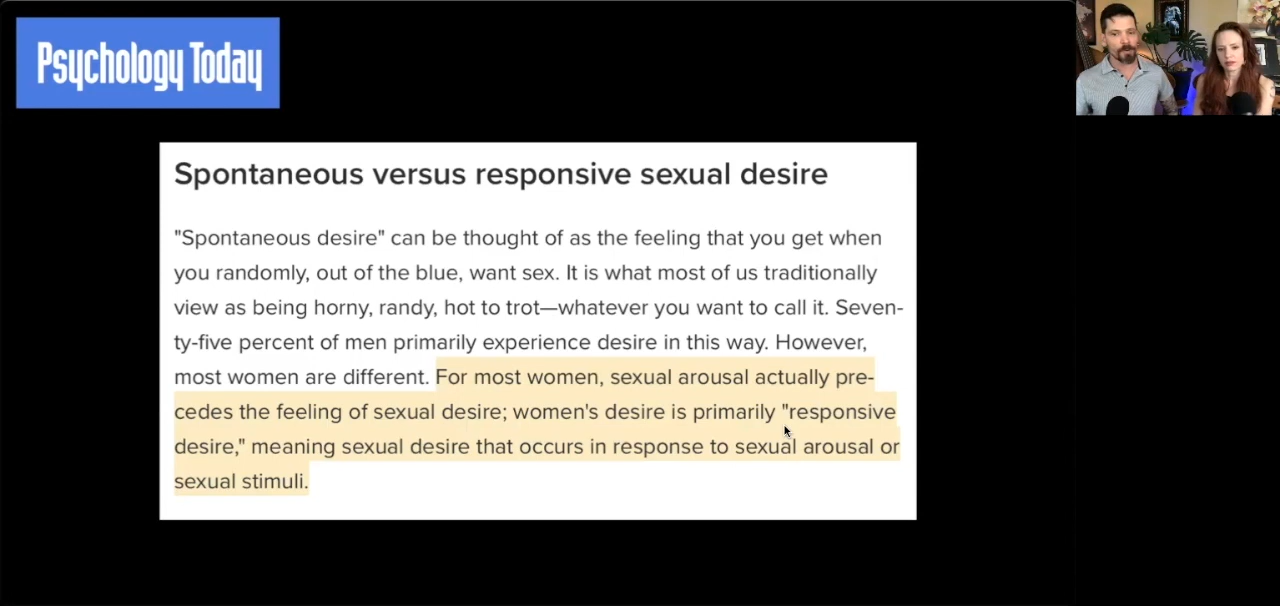 Psychology Today
Spontaneous versus responsive sexual desire
"Spontaneous desire" can be thought of as the feeling that you get when
you randomly, out of the blue, want sex. It is what most of us traditionally
view as being horny, randy, hot to trot—whatever you want to call it. Seven-
ty-five percent of men primarily experience desire in this way. However,
most women are different. For most women, sexual arousal actually pre-
cedes the feeling of sexual desire; women's desire is primarily "responsive
desire," meaning sexual desire that occurs in response to sexual arousal or
sexual stimuli.